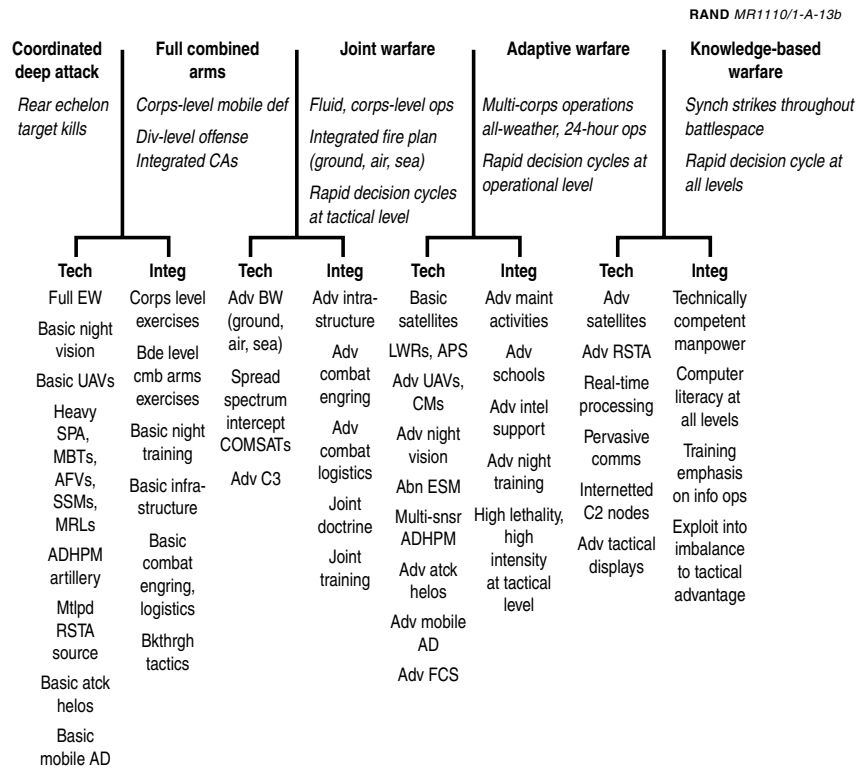 RAND MR1110/1-A-13b
Coordinated
deep attack
Rear echelon
target kills
Full combined
arms
Corps-level mobile def
Div-level offense
Integrated CAs
Joint warfare
Fluid, corps-level ops
Integrated fire plan
(ground, air, sea)
Rapid decision cycles
at tactical level
Adaptive warfare
Multi-corps operations
all-weather, 24-hour ops
Rapid decision cycles at
operational level
Knowledge-based
warfare
Synch strikes throughout
battlespace
Rapid decision cycle at
all levels
Tech
Full EW
Basic night
vision
Basic UAVs
Heavy
SPA,
MBTs,
AFVs,
SSMs,
MRLs
ADHPM
artillery
Mtlpd
RSTA
source
Basic atck
helos
Basic
mobile AD
Integ
Corps level
exercises
Bde level
cmb arms
exercises
Basic night
training
Basic infra-
structure
Basic
combat
engring,
logistics
Bkthrgh
tactics
Tech
Adv BW
(ground,
air, sea)
Spread
spectrum
intercept
COMSATs
Adv C3
Integ
Adv intra-
structure
Adv
combat
engring
Adv
combat
logistics
Joint
doctrine
Joint
training
Tech
Basic
satellites
LWRs, APS
Adv UAVs,
CMs
Adv night
vision
Abn ESM
Multi-snsr
ADHPM
Adv atck
helos
Adv mobile
AD
Adv FCS
Integ
Adv maint
activities
Adv
schools
Adv intel
support
Adv night
training
High lethality,
high
intensity
at tactical
level
Tech
Adv
satellites
Adv RSTA
Real-time
processing
Pervasive
comms
Internetted
C2 nodes
Adv tactical
displays
Integ
Technically
competent
manpower
Computer
literacy at
all levels
Training
emphasis
on info ops
Exploit into
imbalance
to tactical
advantage